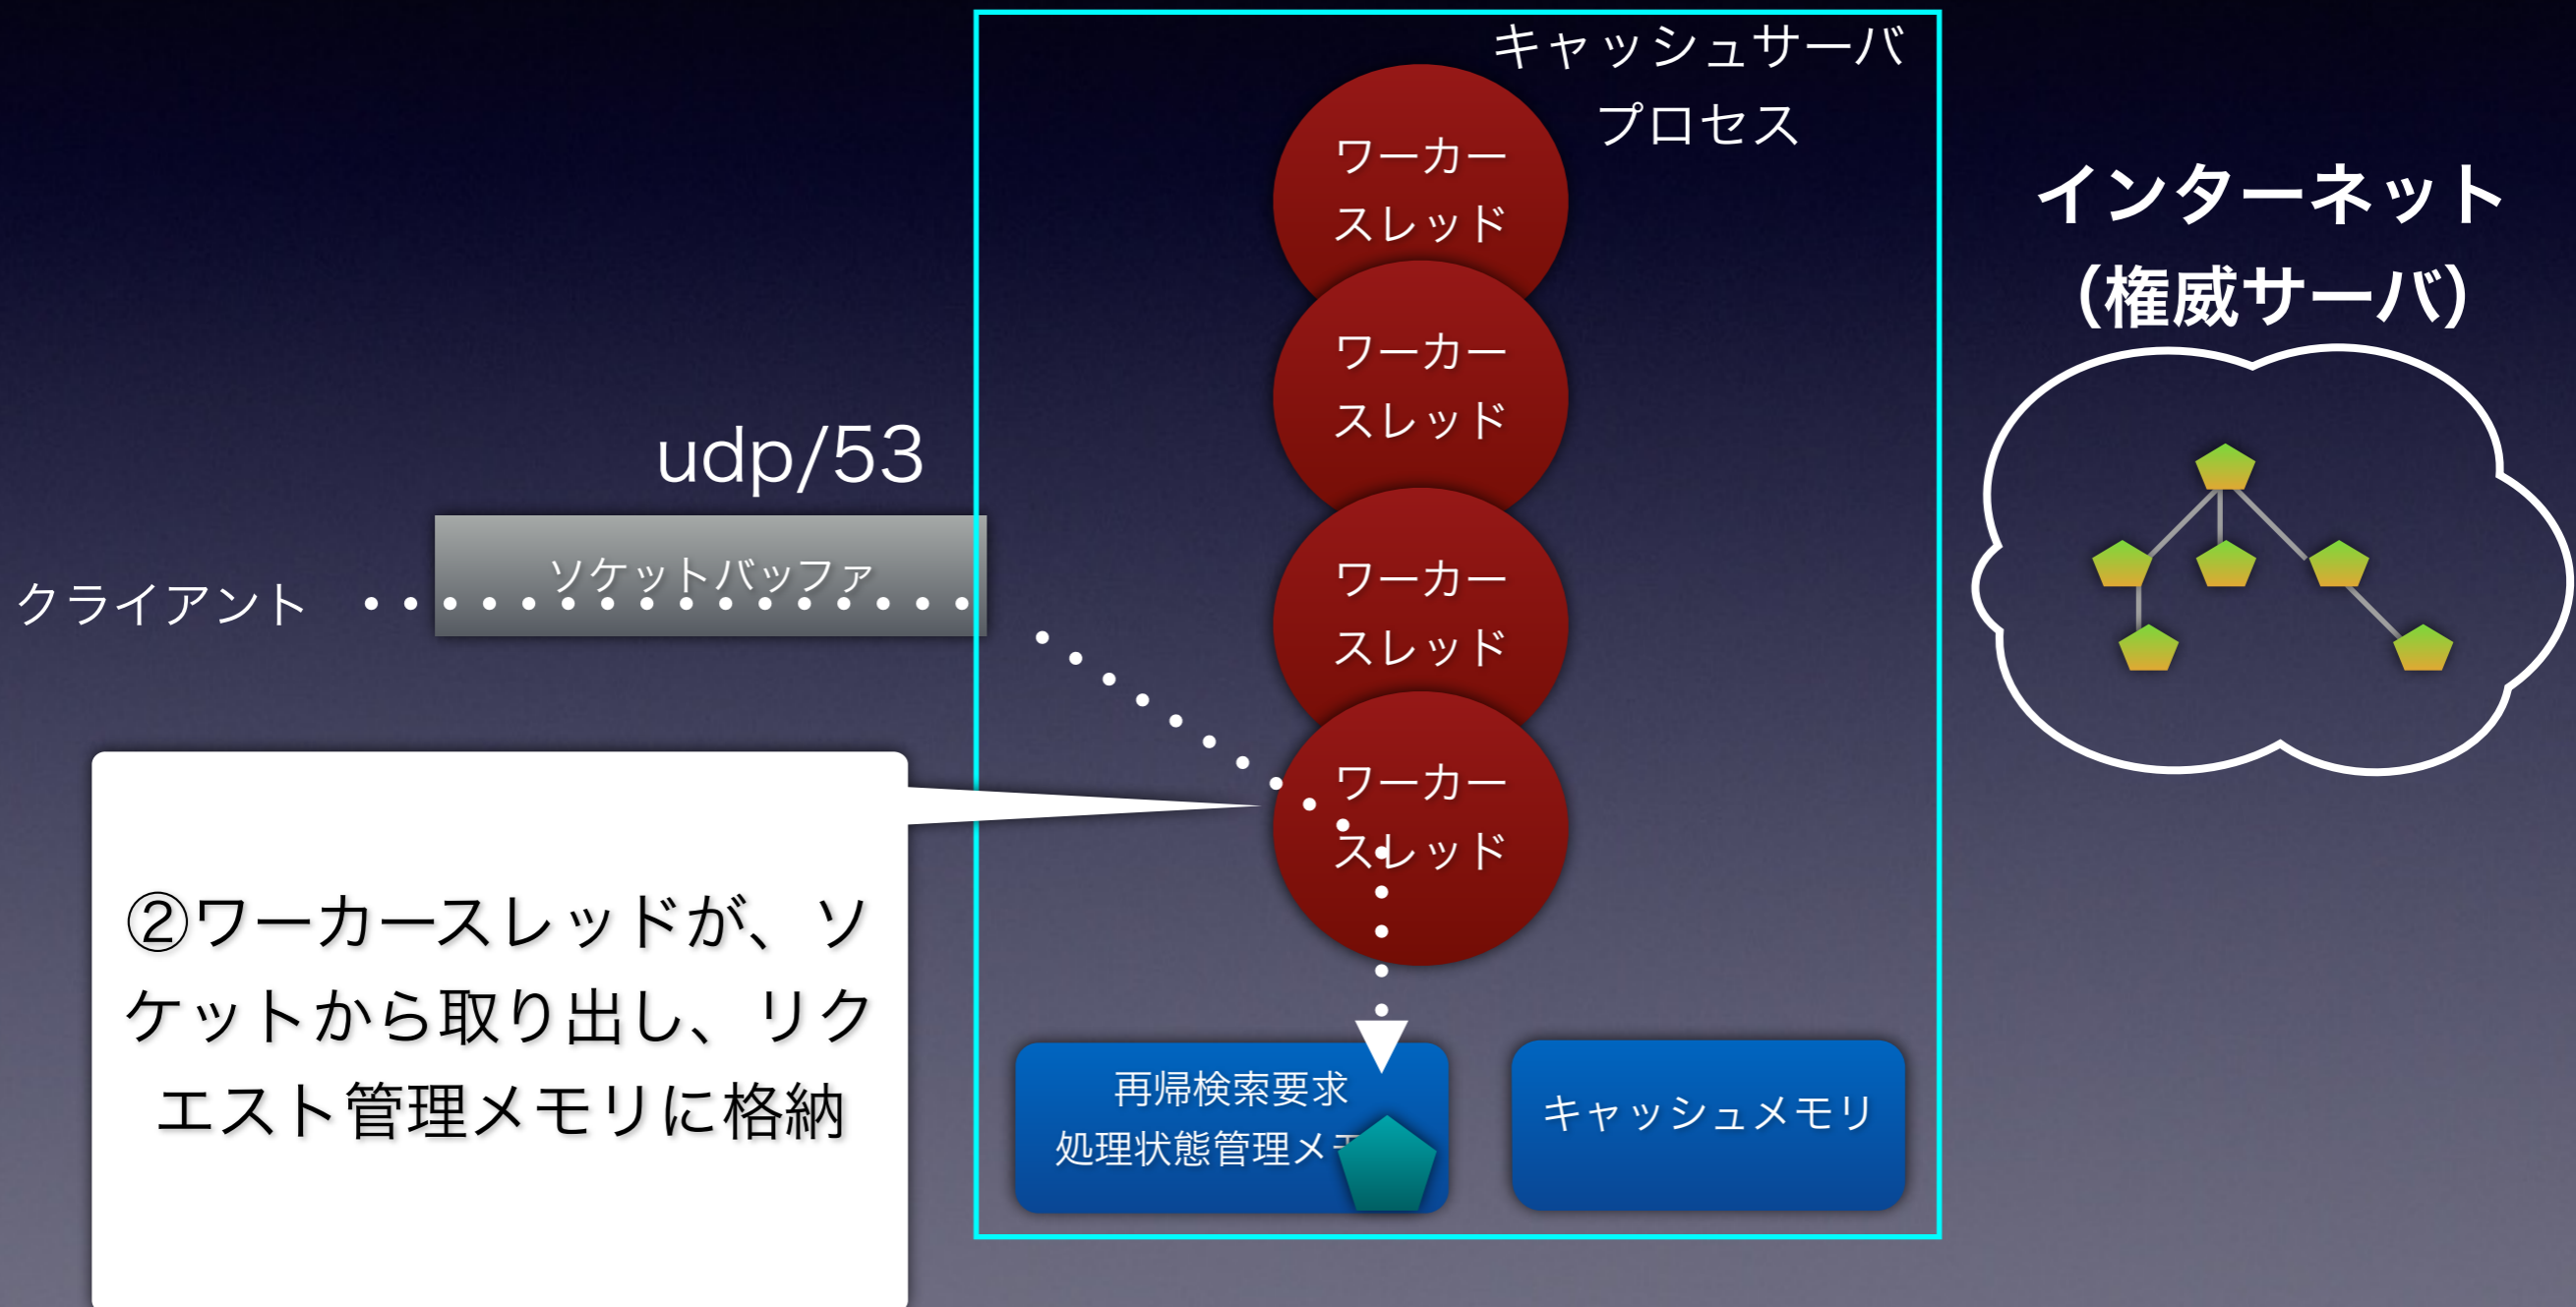 キャッシュサーバ
プロセス
ワーカー
スレッド
ワーカー
スレッド
ワーカー
スレッド
ワーカー
スレッド
インターネット
（権威サーバ）
udp/53
ソケットバッファ
クライアント
②ワーカースレッドが、ソ
ケットから取り出し、リク
エスト管理メモリに格納
再帰検索要求
処理状態管理メモ
キャッシュメモリ